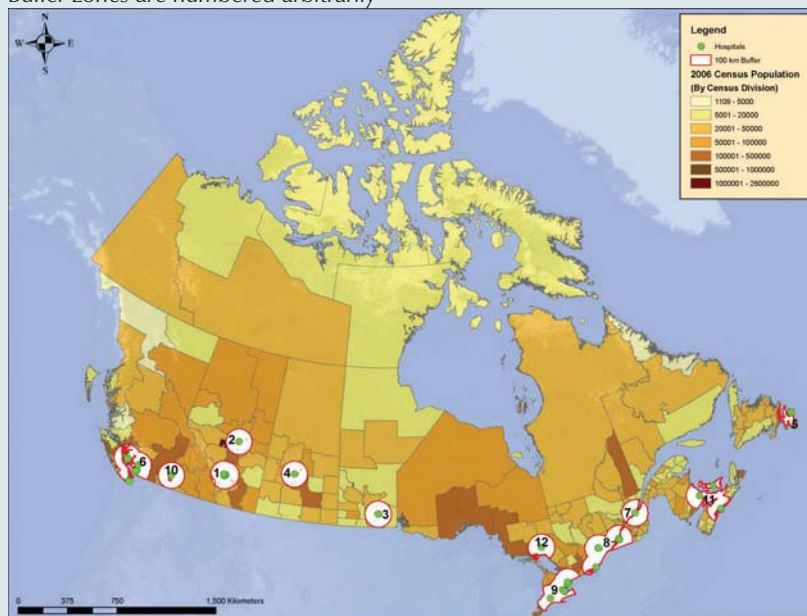 Buffer zones are numbered arbitrarily
N
W
E
S
Legend
Hospitals
100 km Buffer
2006 Census Population
(By Census Division)
1109 - 5000
5001 - 20000
20001 - 50000
50001 - 100000
100001 - 500000
500001 - 1000000
1000001 - 2600000
5
2
6
10
1
4
11
3
7
12
8
9
0
375
750
1,500 Kilometers